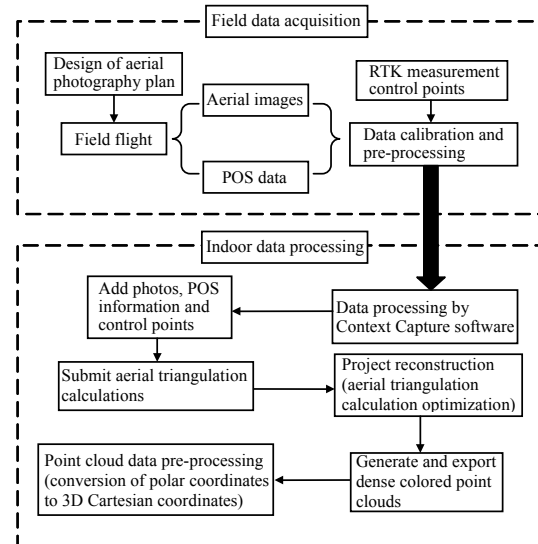 Field data acquisition
Design of aerial
photography plan
Field flight
Aerial images
POS data
RTK measurement
control points
Data calibration and
pre-processing
Indoor data processing
Data processing by
Context Capture software
Add photos, POS
information and
control points
Submit aerial triangulation
calculations
Project reconstruction
(aerial triangulation
calculation optimization)
Generate and export
dense colored point
clouds
Point cloud data pre-processing
(conversion of polar coordinates
to 3D Cartesian coordinates)